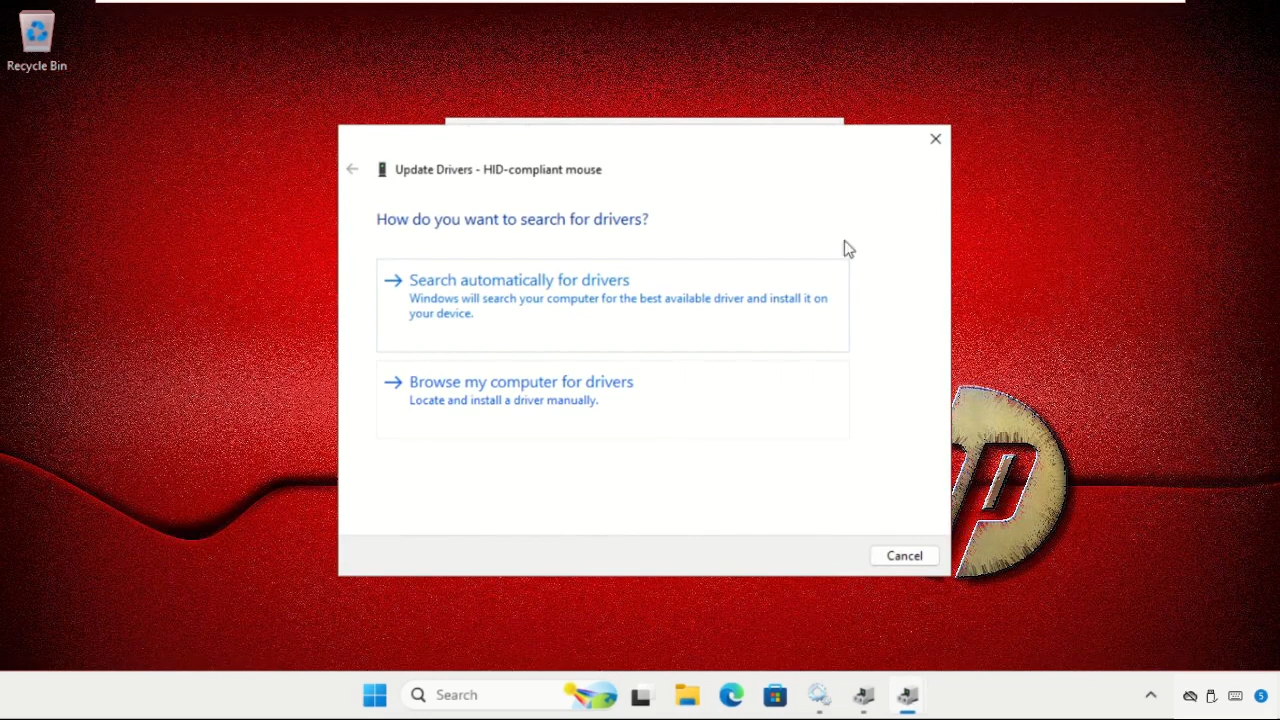 Recycle Bin
Update Drivers - HID-compliant mouse
How do you want to search for drivers?
Search automatically for drivers
Windows will search your computer for the best available driver and install it on
your device.
Browse my computer for drivers
Locate and install a driver manually.
Cancel
hp
Search
5